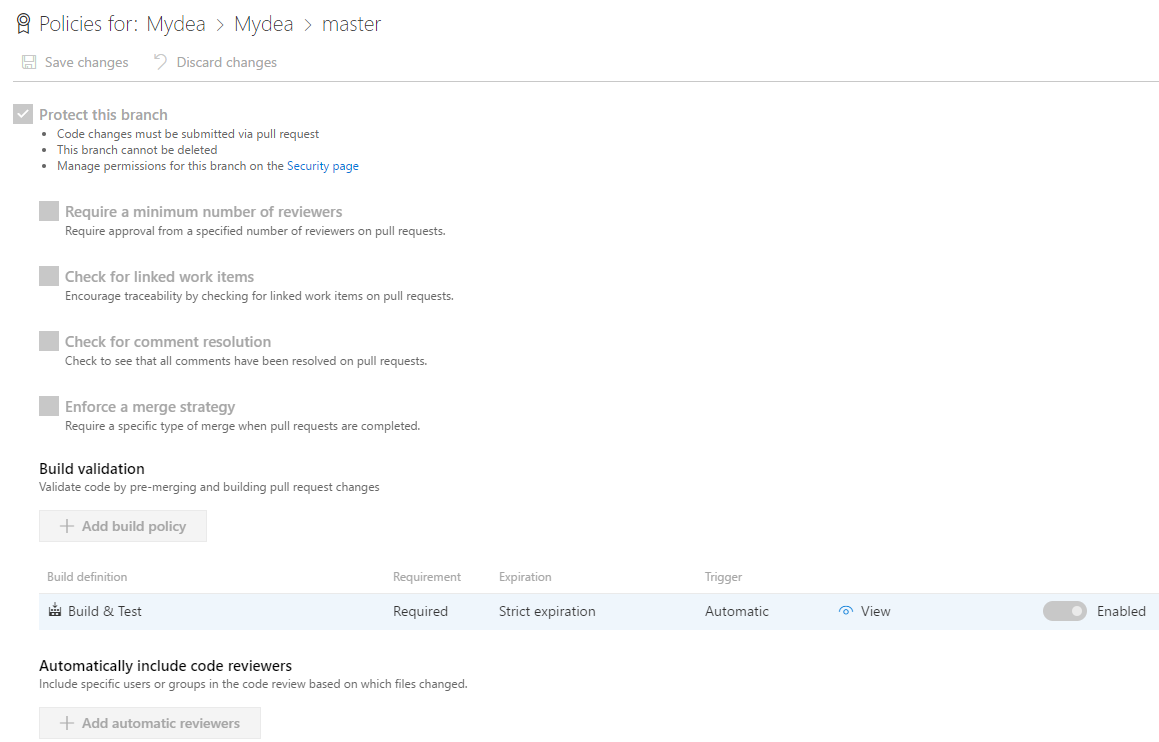 Policies for: Mydea > Mydea > master
Save changes Discard changes
Protect this branch
• Code changes must be submitted via pull request
• This branch cannot be deleted
• Manage permissions for this branch on the Security page
Require a minimum number of reviewers
Require approval from a specified number of reviewers on pull requests.
Check for linked work items
Encourage traceability by checking for linked work items on pull requests.
Check for comment resolution
Check to see that all comments have been resolved on pull requests.
Enforce a merge strategy
Require a specific type of merge when pull requests are completed.
Build validation
Validate code by pre-merging and building pull request changes
+ Add build policy
Build definition Requirement Expiration Trigger
Build & Test Required Strict expiration Automatic View Enabled
Automatically include code reviewers
Include specific users or groups in the code review based on which files changed.
+ Add automatic reviewers